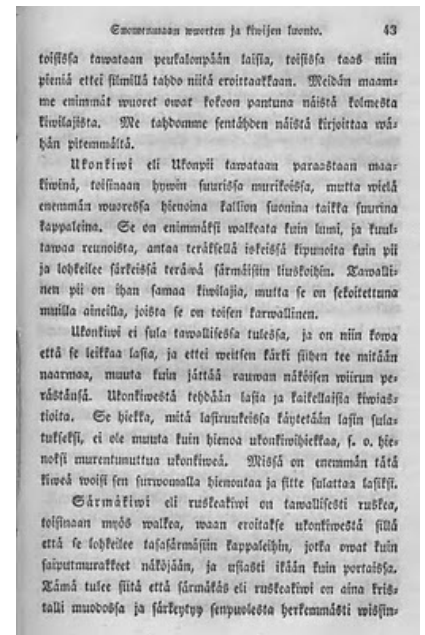 Suomenmaan wuorten ja kiwijen luonto. 43
toisissa tawataan peukalonpään laisia, toisissa taas niin
pieniä ettei silmillä tahdo niitä eroittaakkaan. Meidän maam=
me enimmät wuoret owat kokoon pantuna näistä kolmesta
kiwilajista. Me tahdomme sentähden näistä kirjoittaa wä=
hän pitemmältä.
Ukonkiwi eli Ukonpii tawataan paraastaan maa=
kiwinä, toisinaan hywin suurissa murikoissa, mutta wielä
enemmän wuoressa hienoina kallion suonina taikka suurina
kappaleina. Se on enimmäksi walkeata kuin lumi, ja kuul=
tawaa reunoista, antaa teräksellä iskeissä kipunoita kuin pii
ja lohkeilee särkeissä teräwä särmäisiin liuskoihin. Tawalli=
nen pii on ihan samaa kiwilajia, mutta se on sekoitettuna
muilla aineilla, joista se on toisen karwallinen.
Ukonkiwi ei sula tawallisessa tulessa, ja on niin kowa
että se leikkaa lasia, ja ettei weitsen kärki siihen tee mitään
naarmaa, muuta kuin jättää rauwan näköisen wiirun pe=
rästänsä. Ukonkiwestä tehdään lasia ja kaikellaisia kiwias=
tioita. Se hiekka, mitä lasiruukeissa käytetään lasin sula=
tukseksi, ei ole muuta kuin hienoa ukonkiwihiekkaa, s. o. hie=
noksi murentunuttua ukonkiweä. Missä on enemmän tätä
kiweä woisi sen surwomalla hienontaa ja sitte sulattaa lasiksi.
Särmäkiwi eli ruskeakiwi on tawallisesti ruskea,
toisinaan myös walkea, waan eroitakse ukonkiwestä sillä
että se lohkeilee tasasärmäsiin kappaleihin, jotka owat kuin
saiputmurakkeet näköjään, ja usiasti ikään kuin portaissa.
Tämä tulee siitä että särmäkäs eli ruskeakiwi on aina kris=
talli muodossa ja särkeytyy senpuolesta herkemmästi wissin=